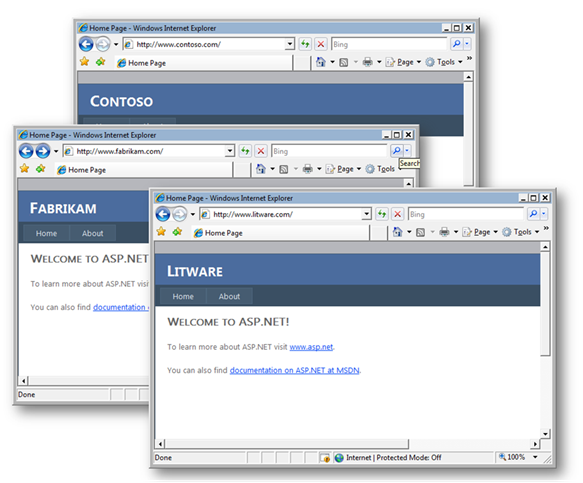 Home Page - Windows Internet Explorer
http://www.contoso.com/
Bing
Home Page
Page
Tools
CONTOSO
Home Page - Windows Internet Explorer
http://www.fabrikam.com/
Bing
Home Page
Page
Tools
Search
FABRIKAM
Home About
WELCOME TO ASP.NET
To learn more about ASP.NET visi
You can also find documentation
Done
Home Page - Windows Internet Explorer
http://www.litware.com/
Bing
Home Page
Page
Tools
LITWARE
Home About
WELCOME TO ASP.NET!
To learn more about ASP.NET visit www.asp.net.
You can also find documentation on ASP.NET at MSDN.
Done
Internet | Protected Mode: Off
100%